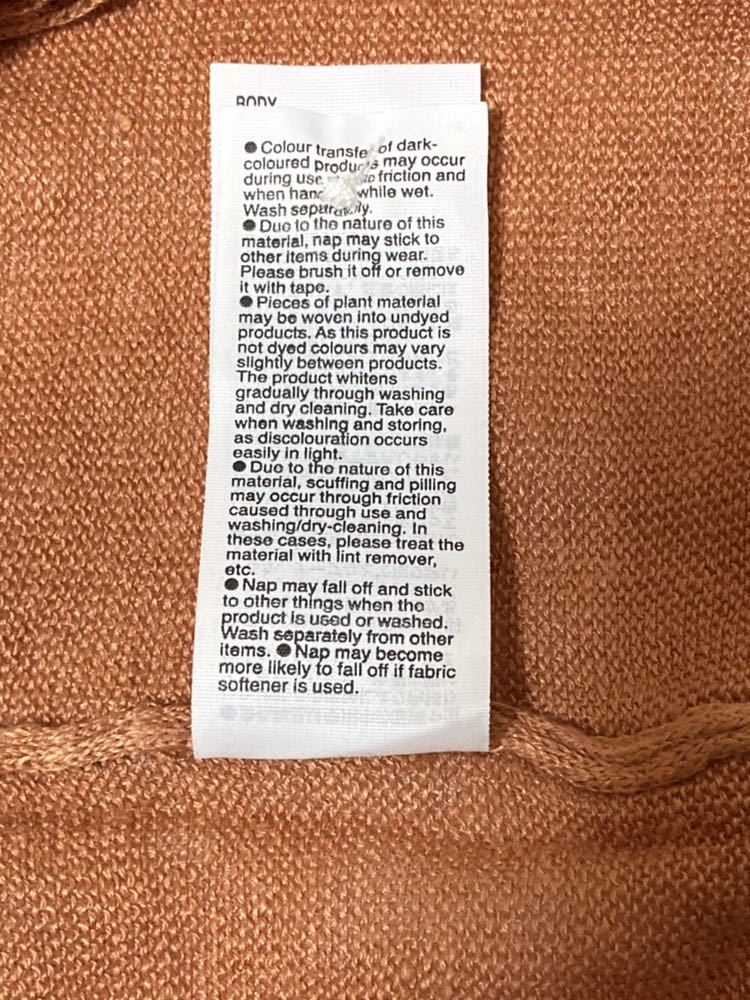 BODY
● Colour transfer of dark-
coloured products may occur
during use friction and
when while wet.
Wash separately.
● Due to the nature of this
material, nap may stick to
other items during wear.
Please brush it off or remove
it with tape.
● Pieces of plant material
may be woven into undyed
products. As this product is
not dyed colours may vary
slightly between products.
The product whitens
gradually through washing
and dry cleaning. Take care
when washing and storing,
as discolouration occurs
easily in light.
● Due to the nature of this
material, scuffing and pilling
may occur through friction
caused through use and
washing/dry-cleaning. In
these cases, please treat the
material with lint remover,
etc.
● Nap may fall off and stick
to other things when the
product is used or washed.
Wash separately from other
items. ● Nap may become
more likely to fall off if fabric
softener is used.